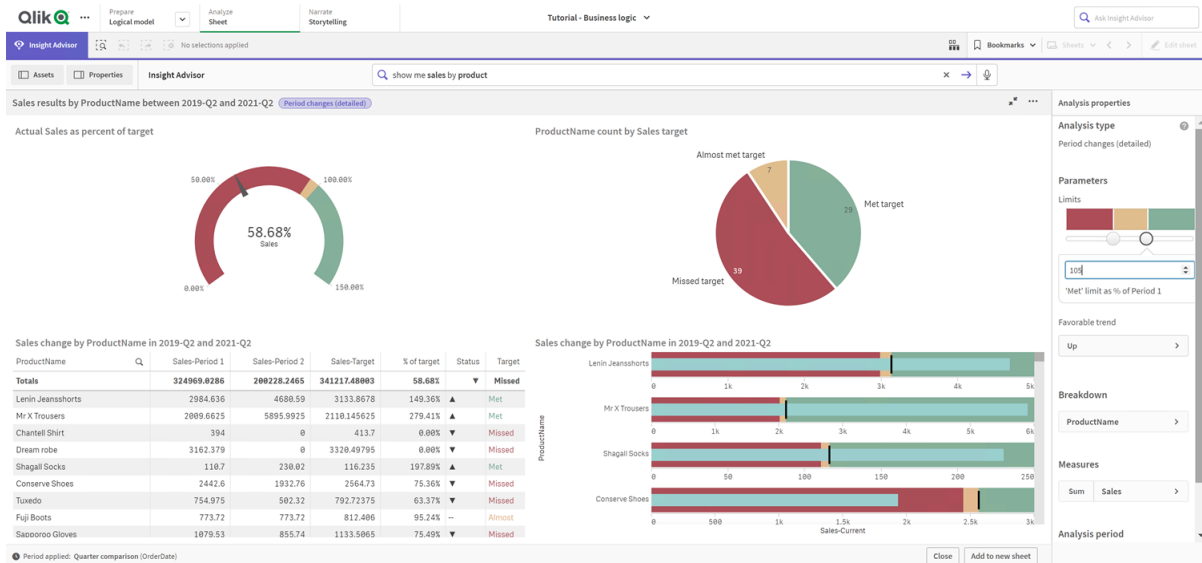 Qlik
Prepare
Logical model
Analyze
Sheet
Narrate
Storytelling
Tutorial - Business logic
Ask Insight Advisor
Insight Advisor
No selections applied
Bookmarks
Sheets
Edit sheet
Assets
Properties
Insight Advisor
show me sales by product
Sales results by ProductName between 2019-Q2 and 2021-Q2 Period changes (detailed)
Analysis properties
Actual Sales as percent of target
50.00%
100.00%
58.68%
Sales
0.00%
150.00%
ProductName count by Sales target
Almost met target
7
Met target
29
Missed target
39
Analysis type
Period changes (detailed)
Parameters
Limits
105
'Met' limit as % of Period 1
Favorable trend
Up
Breakdown
ProductName
Measures
Sum Sales
Analysis period
Sales change by ProductName in 2019-Q2 and 2021-Q2
ProductName Sales-Period 1 Sales-Period 2 Sales-Target % of target Status Target
Totals 324969.0286 200228.2465 341217.48003 58.68% ▼ Missed
Lenin Jeansshorts 2984.636 4680.59 3133.8678 149.36% ▲ Met
Mr X Trousers 2009.6625 5895.9925 2110.145625 279.41% ▲ Met
Chantell Shirt 394 0 413.7 0.00% ▼ Missed
Dream robe 3162.379 0 3320.49795 0.00% ▼ Missed
Shagall Socks 110.7 230.02 116.235 197.89% ▲ Met
Conserve Shoes 2442.6 1932.76 2564.73 75.36% ▼ Missed
Tuxedo 754.975 502.32 792.72375 63.37% ▼ Missed
Fuji Boots 773.72 773.72 812.406 95.24% -- Almost
Sapporoo Gloves 1079.53 855.74 1133.5065 75.49% ▼ Missed
Sales change by ProductName in 2019-Q2 and 2021-Q2
ProductName
Lenin Jeansshorts
0 1k 2k 3k 4k 5k
Mr X Trousers
0 1k 2k 3k 4k 5k 6k
Shagall Socks
0 50 100 150 200 250
Conserve Shoes
0 500 1k 1.5k 2k 2.5k 3k
Sales-Current
Period applied: Quarter comparison (OrderDate)
Close
Add to new sheet